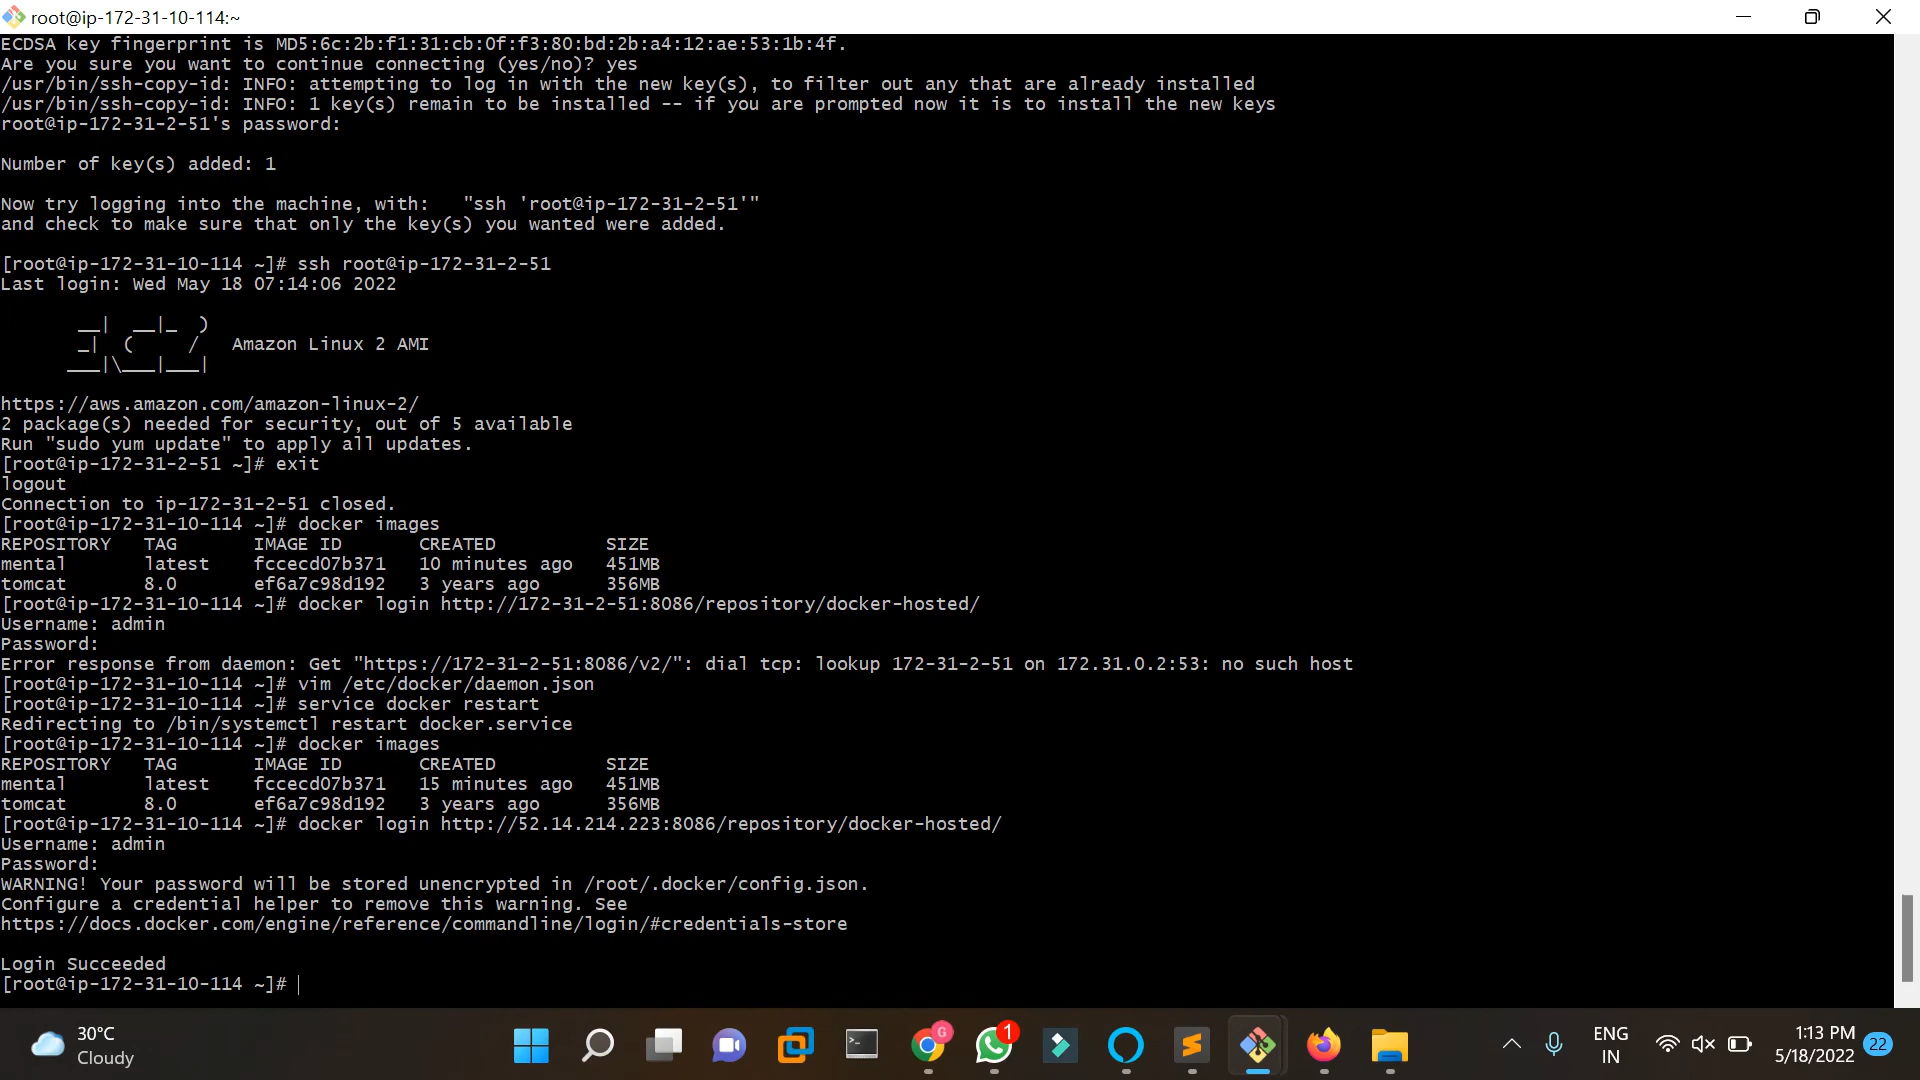 root@ip-172-31-10-114:~
ECDSA key fingerprint is MD5:6c:2b:f1:31:cb:0f:f3:80:bd:2b:a4:12:ae:53:1b:4f.
Are you sure you want to continue connecting (yes/no)? yes
/usr/bin/ssh-copy-id: INFO: attempting to log in with the new key(s), to filter out any that are already installed
/usr/bin/ssh-copy-id: INFO: 1 key(s) remain to be installed -- if you are prompted now it is to install the new keys
root@ip-172-31-2-51's password:
Number of key(s) added: 1
Now try logging into the machine, with:   "ssh 'root@ip-172-31-2-51'"
and check to make sure that only the key(s) you wanted were added.
[root@ip-172-31-10-114 ~]# ssh root@ip-172-31-2-51
Last login: Wed May 18 07:14:06 2022
       __|  __|_  )
       _|  (     /   Amazon Linux 2 AMI
      ___|\___|___|
https://aws.amazon.com/amazon-linux-2/
2 package(s) needed for security, out of 5 available
Run "sudo yum update" to apply all updates.
[root@ip-172-31-2-51 ~]# exit
logout
Connection to ip-172-31-2-51 closed.
[root@ip-172-31-10-114 ~]# docker images
REPOSITORY   TAG       IMAGE ID       CREATED          SIZE
mental       latest    fccecd07b371   10 minutes ago   451MB
tomcat       8.0       ef6a7c98d192   3 years ago      356MB
[root@ip-172-31-10-114 ~]# docker login http://172-31-2-51:8086/repository/docker-hosted/
Username: admin
Password:
Error response from daemon: Get "https://172-31-2-51:8086/v2/": dial tcp: lookup 172-31-2-51 on 172.31.0.2:53: no such host
[root@ip-172-31-10-114 ~]# vim /etc/docker/daemon.json
[root@ip-172-31-10-114 ~]# service docker restart
Redirecting to /bin/systemctl restart docker.service
[root@ip-172-31-10-114 ~]# docker images
REPOSITORY   TAG       IMAGE ID       CREATED          SIZE
mental       latest    fccecd07b371   15 minutes ago   451MB
tomcat       8.0       ef6a7c98d192   3 years ago      356MB
[root@ip-172-31-10-114 ~]# docker login http://52.14.214.223:8086/repository/docker-hosted/
Username: admin
Password:
WARNING! Your password will be stored unencrypted in /root/.docker/config.json.
Configure a credential helper to remove this warning. See
https://docs.docker.com/engine/reference/commandline/login/#credentials-store
Login Succeeded
[root@ip-172-31-10-114 ~]#
30°C
Cloudy
G
1
ENG
IN
1:13 PM
5/18/2022
22